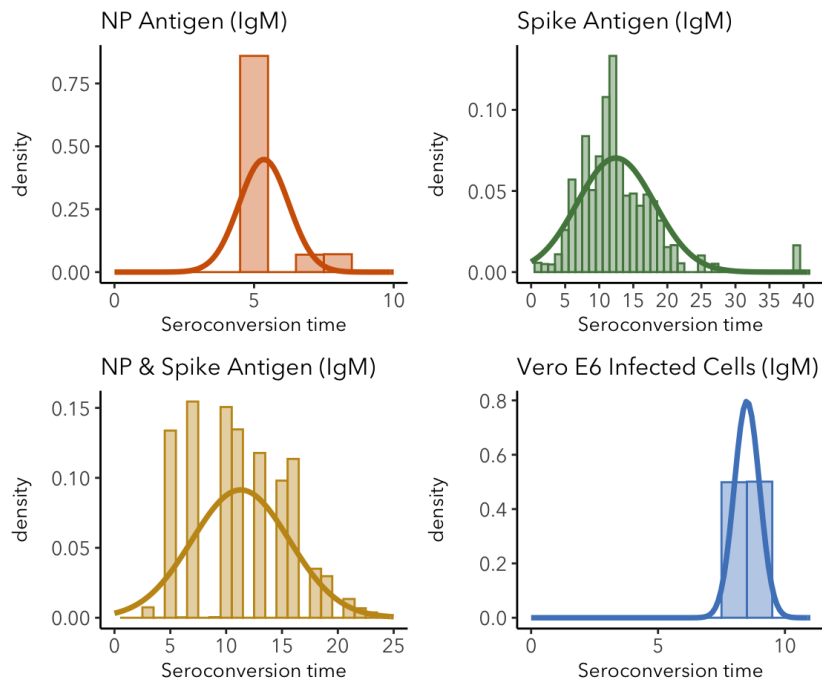 NP Antigen (IgM)
density
0.75
0.50
0.25
0.00
0 5 10
Seroconversion time
Spike Antigen (IgM)
density
0.10
0.05
0.00
0 5 10 15 20 25 30 35 40
Seroconversion time
NP & Spike Antigen (IgM)
density
0.15
0.10
0.05
0.00
0 5 10 15 20 25
Seroconversion time
Vero E6 Infected Cells (IgM)
density
0.8
0.6
0.4
0.2
0.0
0 5 10
Seroconversion time